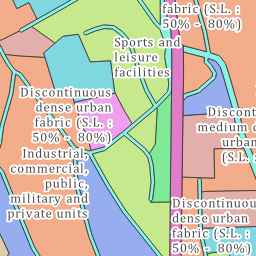 fabric (S.L. :
50% - 80%)
Sports and
leisure
facilities
Discontinuous
dense urban
fabric (S.L. :
50% - 80%)
Discont
medium d
urban
(S.L. :
Industrial,
commercial,
public,
military and
private units
Discontinuous
dense urban
fabric (S.L. :
50% - 80%)